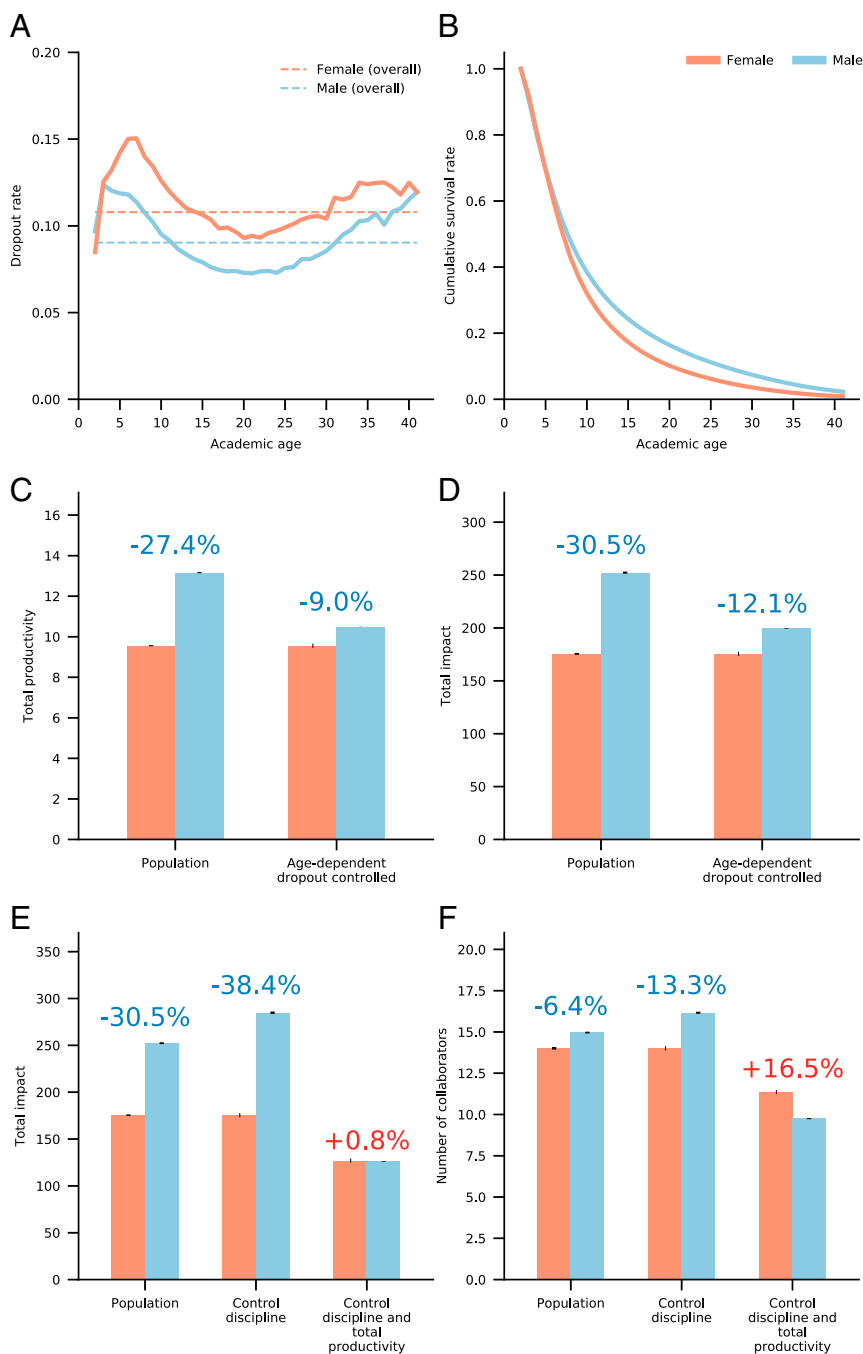 A
0.20
0.15
0.10
0.05
0.00
Dropout rate
Female (overall)
Male (overall)
0 5 10 15 20 25 30 35 40
Academic age
B
1.0
0.8
0.6
0.4
0.2
0.0
Cumulative survival rate
Female Male
0 5 10 15 20 25 30 35 40
Academic age
C
16
14
12
10
8
6
4
2
0
Total productivity
-27.4%
-9.0%
Population
Age-dependent
dropout controlled
D
300
250
200
150
100
50
0
Total impact
-30.5%
-12.1%
Population
Age-dependent
dropout controlled
E
350
300
250
200
150
100
50
0
Total impact
-30.5%
-38.4%
+0.8%
Population
Control
discipline
Control
discipline and
total
productivity
F
20.0
17.5
15.0
12.5
10.0
7.5
5.0
2.5
0.0
Number of collaborators
-6.4%
-13.3%
+16.5%
Population
Control
discipline
Control
discipline and
total
productivity